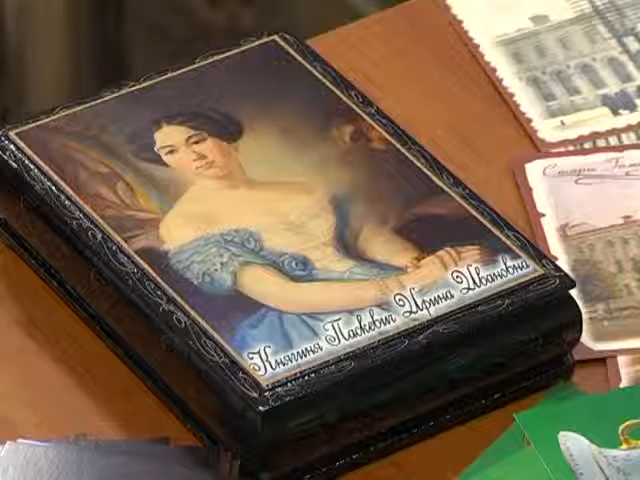 Княгиня Паскевич Ирина Ивановна